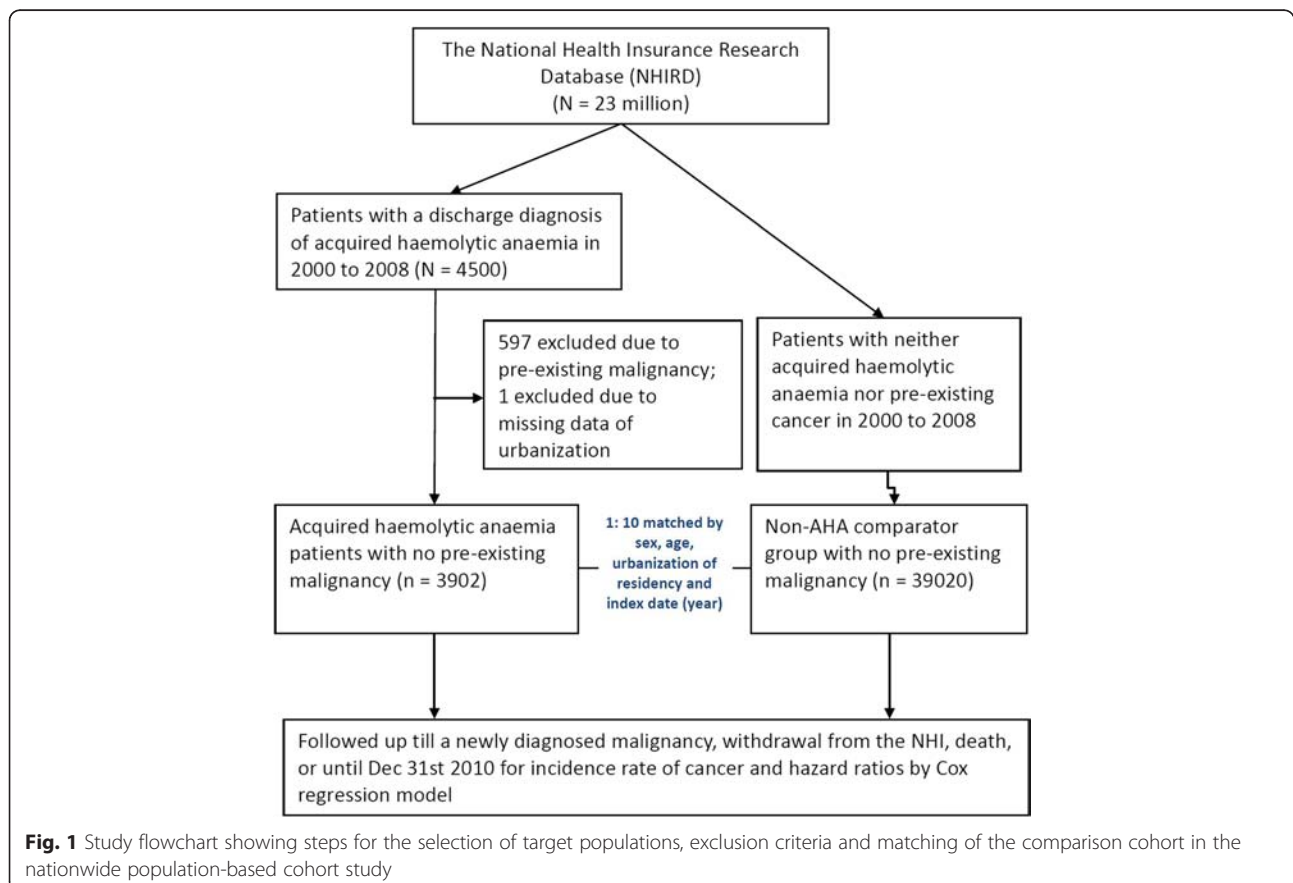 The National Health Insurance Research
Database (NHIRD)
(N = 23 million)
Patients with a discharge diagnosis
of acquired haemolytic anaemia in
2000 to 2008 (N = 4500)
597 excluded due to
pre-existing malignancy;
1 excluded due to
missing data of
urbanization
Patients with neither
acquired haemolytic
anaemia nor pre-existing
cancer in 2000 to 2008
Acquired haemolytic anaemia
patients with no pre-existing
malignancy (n = 3902)
1: 10 matched by
sex, age,
urbanization of
residency and
index date (year)
Non-AHA comparator
group with no pre-existing
malignancy (n = 39020)
Followed up till a newly diagnosed malignancy, withdrawal from the NHI, death,
or until Dec 31st 2010 for incidence rate of cancer and hazard ratios by Cox
regression model
Fig. 1 Study flowchart showing steps for the selection of target populations, exclusion criteria and matching of the comparison cohort in the
nationwide population-based cohort study